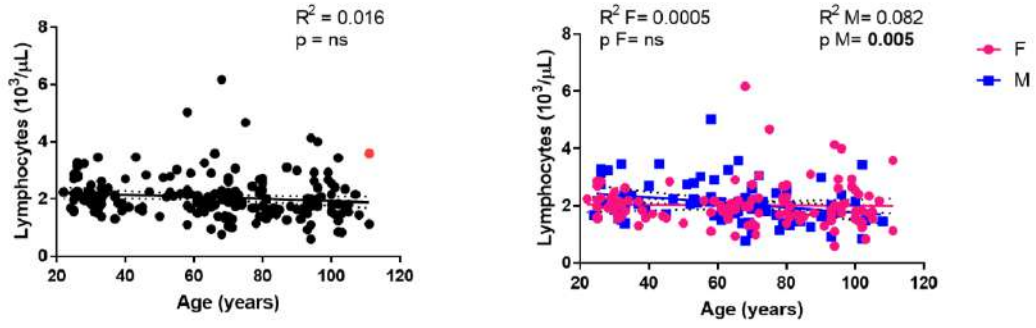 R² = 0.016
p = ns
Lymphocytes (10³/µL)
8
6
4
2
0
20 40 60 80 100 120
Age (years)
R² F= 0.0005 R² M= 0.082
p F= ns p M= 0.005
Lymphocytes (10³/µL)
8
6
4
2
0
20 40 60 80 100 120
Age (years)
F
M